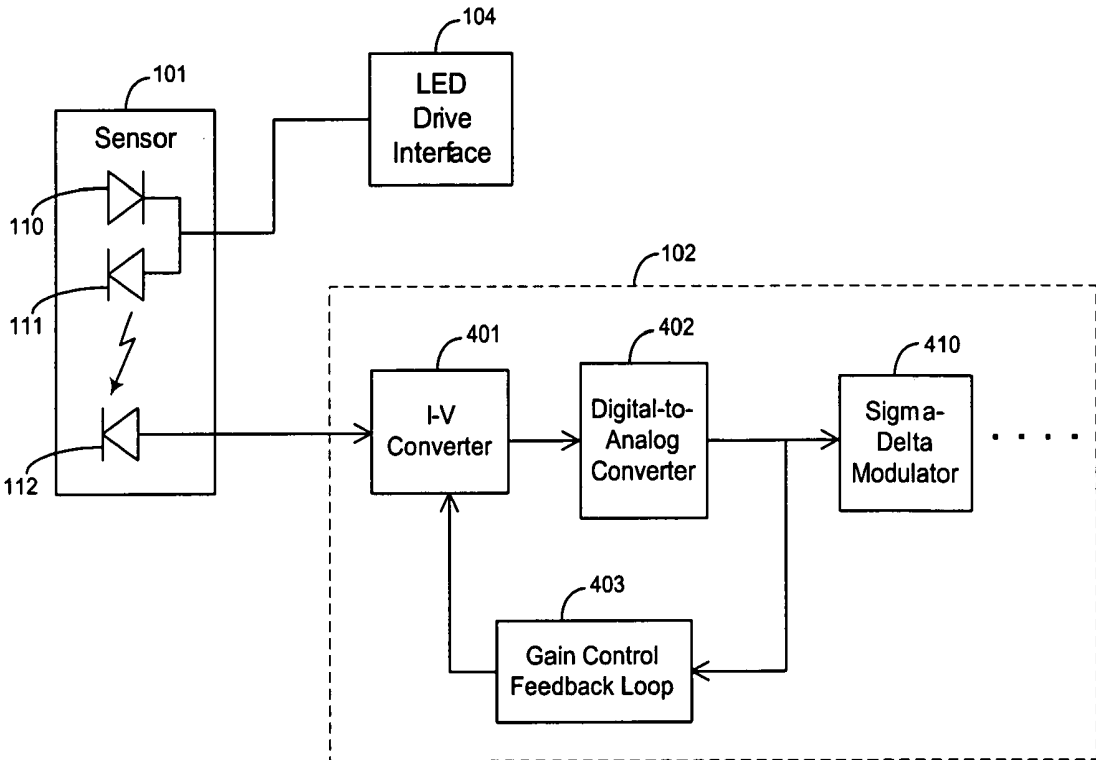 104
LED
Drive
Interface
101
Sensor
110
111
112
102
401
I-V
Converter
402
Digital-to-
Analog
Converter
410
Sigma-
Delta
Modulator
403
Gain Control
Feedback Loop